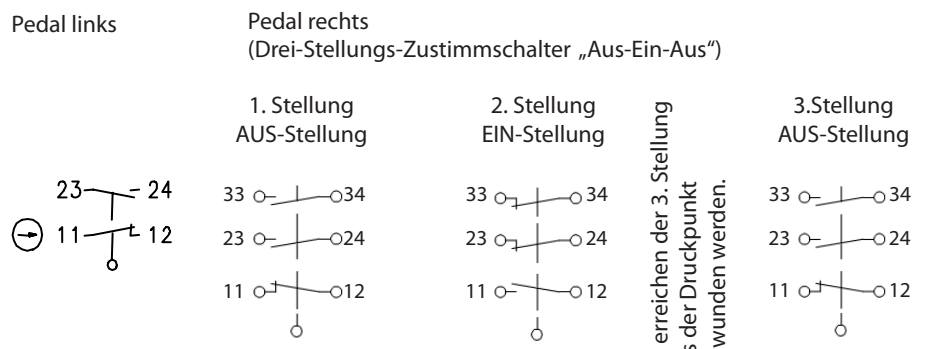 Pedal links
Pedal rechts
(Drei-Stellungs-Zustimmschalter „Aus-Ein-Aus“)
1. Stellung
AUS-Stellung
2. Stellung
EIN-Stellung
erreichen der 3. Stellung
s der Druckpunkt
wunden werden.
3.Stellung
AUS-Stellung
23 24
11 12
33 34
23 24
11 12
33 34
23 24
11 12
33 34
23 24
11 12